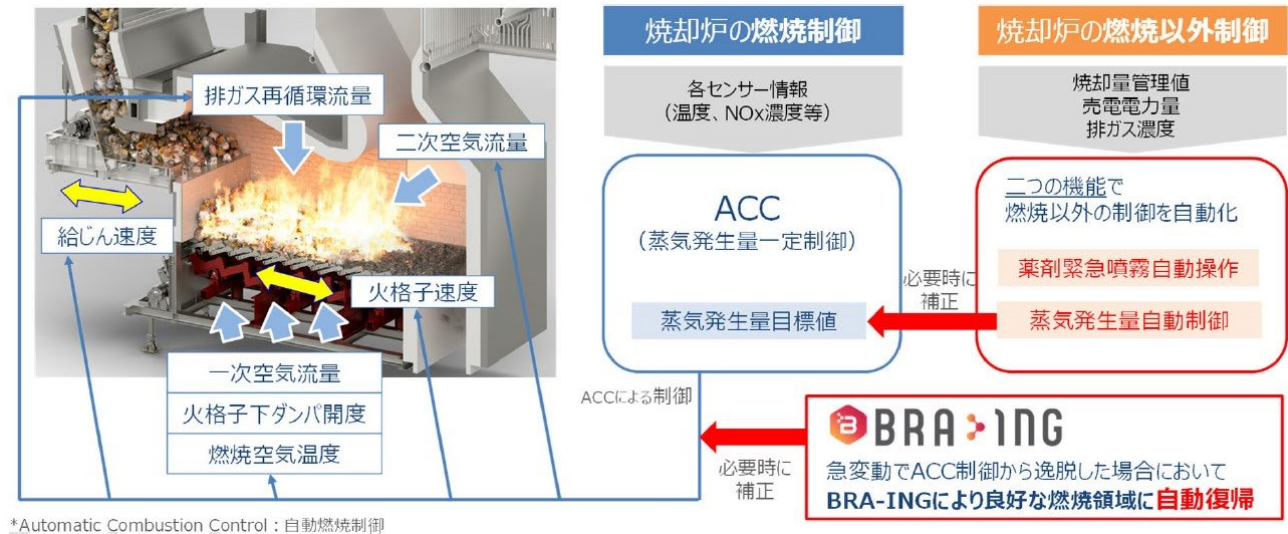 排ガス再循環流量
二次空気流量
給じん速度
火格子速度
一次空気流量
火格子下ダンパ開度
燃焼空気温度
*Automatic Combustion Control：自動燃焼制御
焼却炉の燃焼制御
各センサー情報
（温度、NOx濃度等）
ACC
（蒸気発生量一定制御）
蒸気発生量目標値
ACCによる制御
焼却炉の燃焼以外制御
焼却量管理値
売電電力量
排ガス濃度
二つの機能で
燃焼以外の制御を自動化
薬剤緊急噴霧自動操作
蒸気発生量自動制御
必要時に
補正
必要時に
補正
BRA-ING
急変動でACC制御から逸脱した場合において
BRA-INGにより良好な燃焼領域に自動復帰